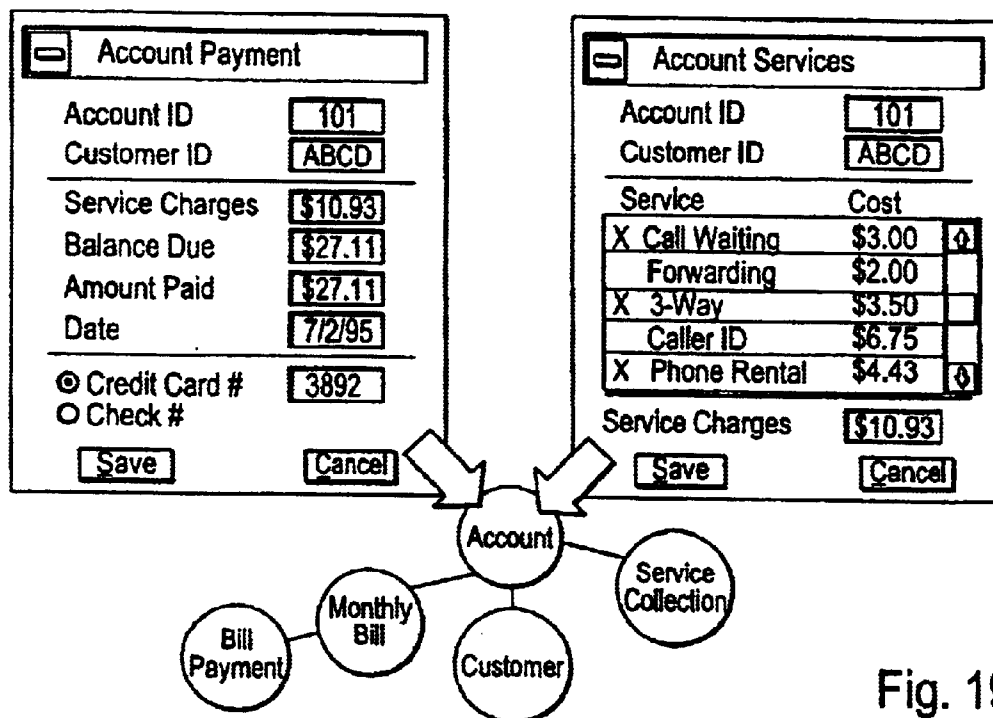 Account Payment
Account ID 101
Customer ID ABCD
Service Charges $10.93
Balance Due $27.11
Amount Paid $27.11
Date 7/2/95
Credit Card # 3892
Check #
Save Cancel
Account Services
Account ID 101
Customer ID ABCD
Service Cost
X Call Waiting $3.00
Forwarding $2.00
X 3-Way $3.50
Caller ID $6.75
X Phone Rental $4.43
Service Charges $10.93
Save Cancel
Account
Service
Collection
Monthly
Bill
Bill
Payment
Customer
Fig. 19